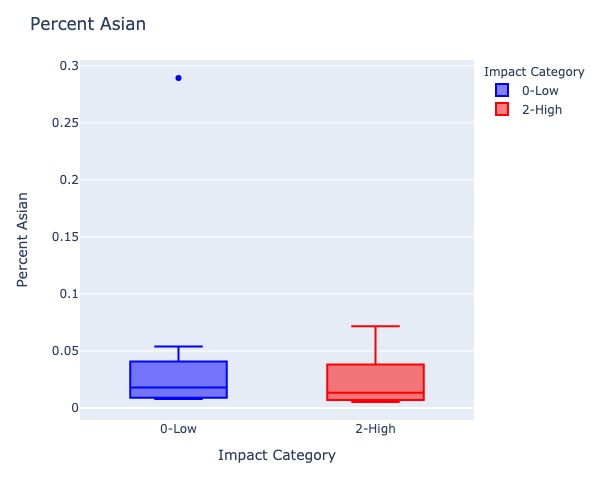 Percent Asian
Impact Category
0-Low
2-High
0.3
0.25
0.2
0.15
0.1
0.05
0
Percent Asian
0-Low
2-High
Impact Category